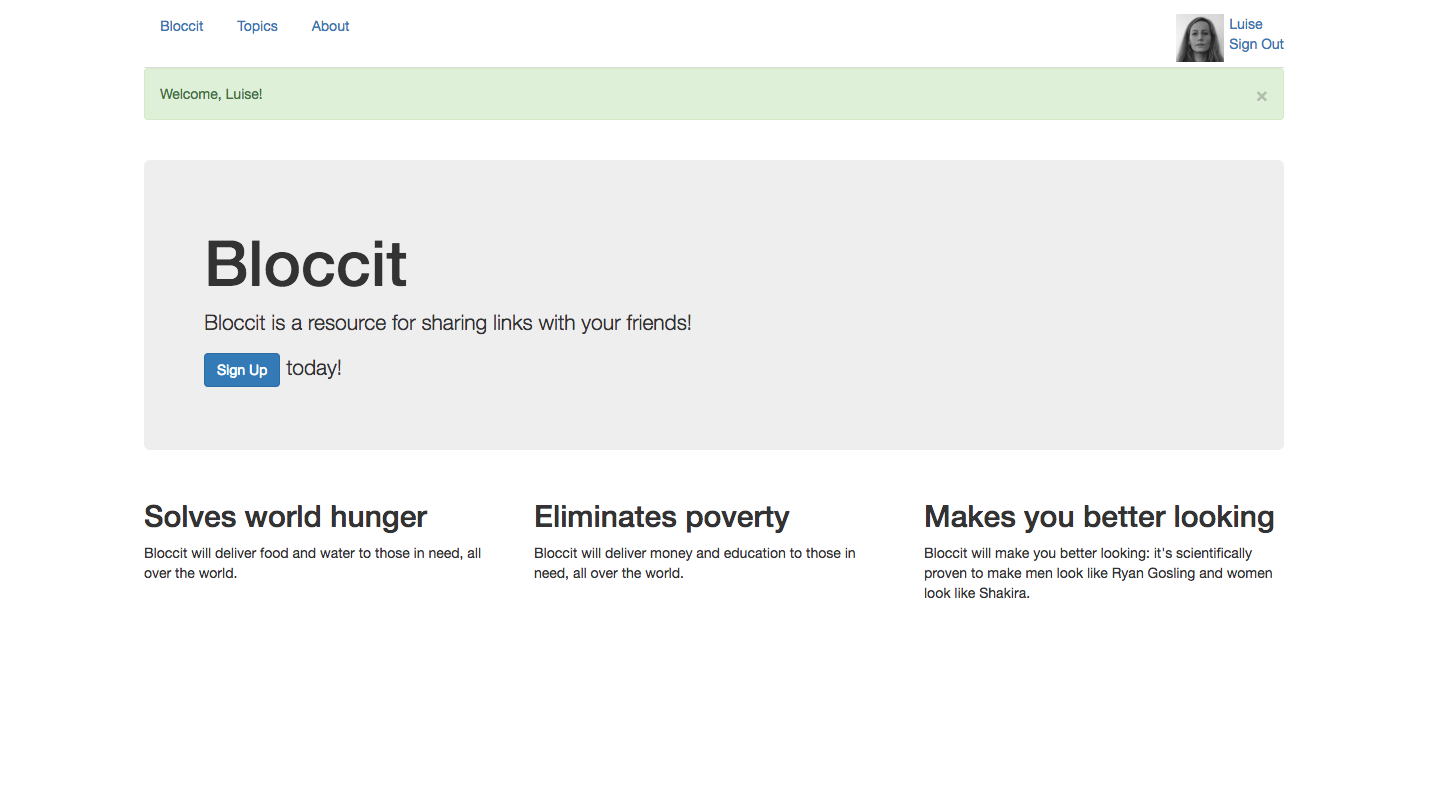 Bloccit Topics About
Luise
Sign Out
Welcome, Luise! ×
Bloccit
Bloccit is a resource for sharing links with your friends!
Sign Up today!
Solves world hunger
Bloccit will deliver food and water to those in need, all
over the world.
Eliminates poverty
Bloccit will deliver money and education to those in
need, all over the world.
Makes you better looking
Bloccit will make you better looking: it's scientifically
proven to make men look like Ryan Gosling and women
look like Shakira.